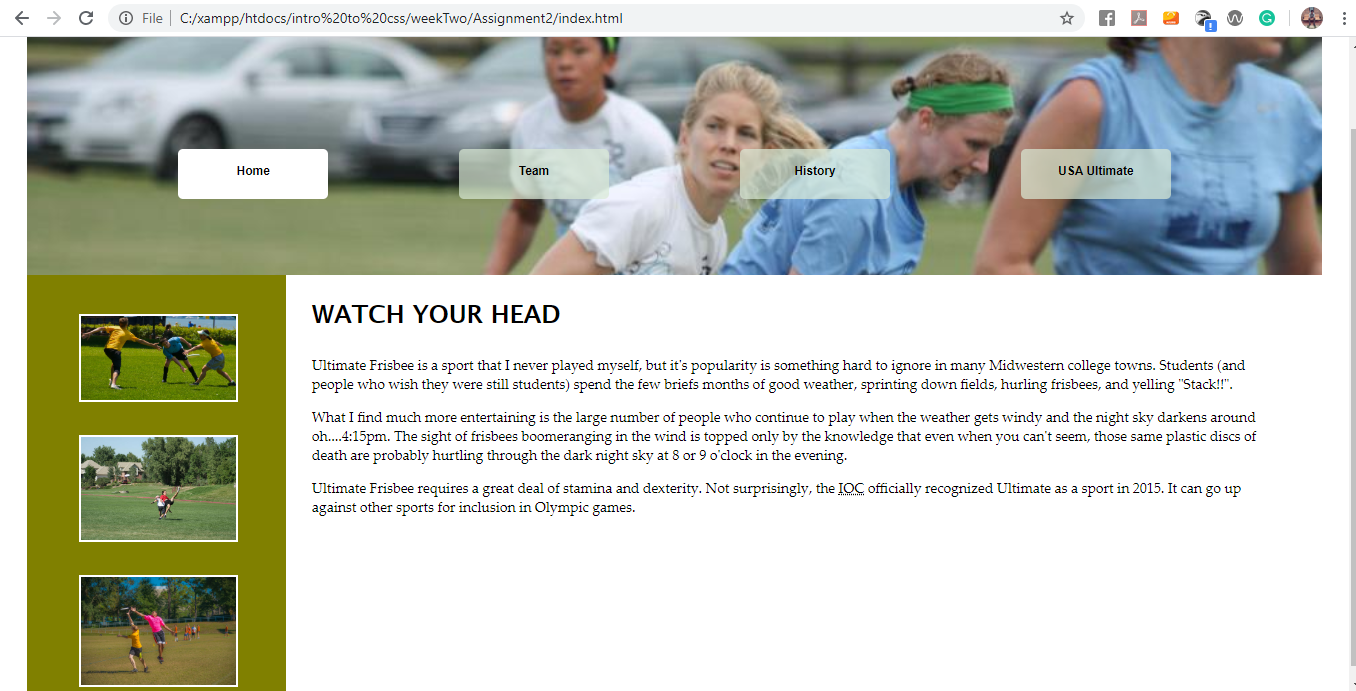 File
C:/xampp/htdocs/intro%20to%20css/weekTwo/Assignment2/index.html
Home
Team
History
USA Ultimate
WATCH YOUR HEAD
Ultimate Frisbee is a sport that I never played myself, but it's popularity is something hard to ignore in many Midwestern college towns. Students (and
people who wish they were still students) spend the few briefs months of good weather, sprinting down fields, hurling frisbees, and yelling "Stack!!".
What I find much more entertaining is the large number of people who continue to play when the weather gets windy and the night sky darkens around
oh....4:15pm. The sight of frisbees boomeranging in the wind is topped only by the knowledge that even when you can't seem, those same plastic discs of
death are probably hurtling through the dark night sky at 8 or 9 o'clock in the evening.
Ultimate Frisbee requires a great deal of stamina and dexterity. Not surprisingly, the IOC officially recognized Ultimate as a sport in 2015. It can go up
against other sports for inclusion in Olympic games.